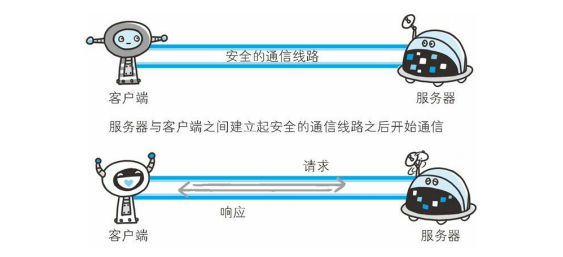 安全的通信线路
客户端
服务器
服务器与客户端之间建立起安全的通信线路之后开始通信
请求
响应
客户端
服务器